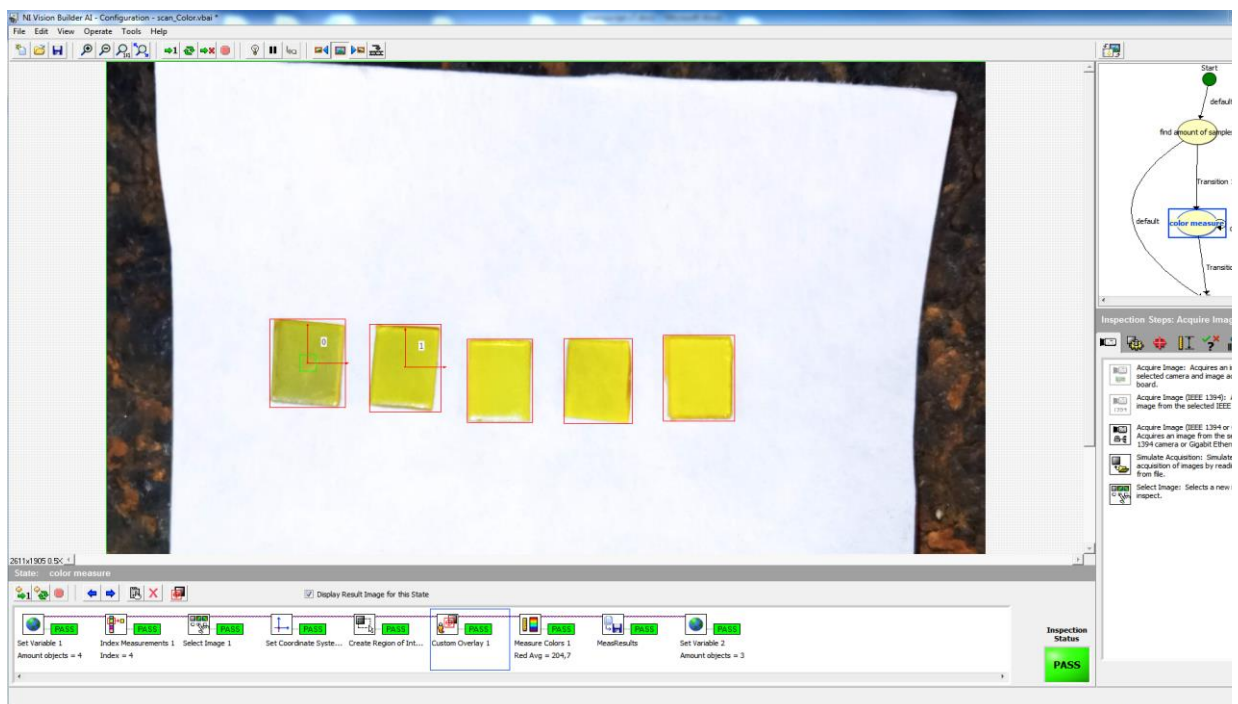 NI Vision Builder AI - Configuration - scan_Color.vbai *
File Edit View Operate Tools Help
1:1
1
Start
default
find amount of samples
Transition
default
color measure
0
1
Inspection Steps: Acquire
Acquire Image: Acquires an
selected camera and image
board.
Acquire Image (IEEE 1394):
image from the selected IEEE
1394
Acquire Image (IEEE 1394 or
Acquires an image from the
1394 camera or Gigabit
Simulate Acquisition:
acquisition of images by
from file.
Select Image: Selects a new
inspect.
2611x1905 0.5X
State: color measure
1
Display Result Image for this State
PASS PASS PASS PASS PASS PASS PASS PASS PASS
Set Variable 1 Index Measurements 1 Select Image 1 Set Coordinate Syste... Create Region of Int... Custom Overlay 1 Measure Colors 1 MeasResults Set Variable 2
Amount objects = 4 Index = 4 Red Avg = 204,7 Amount objects = 3
Inspection
Status
PASS